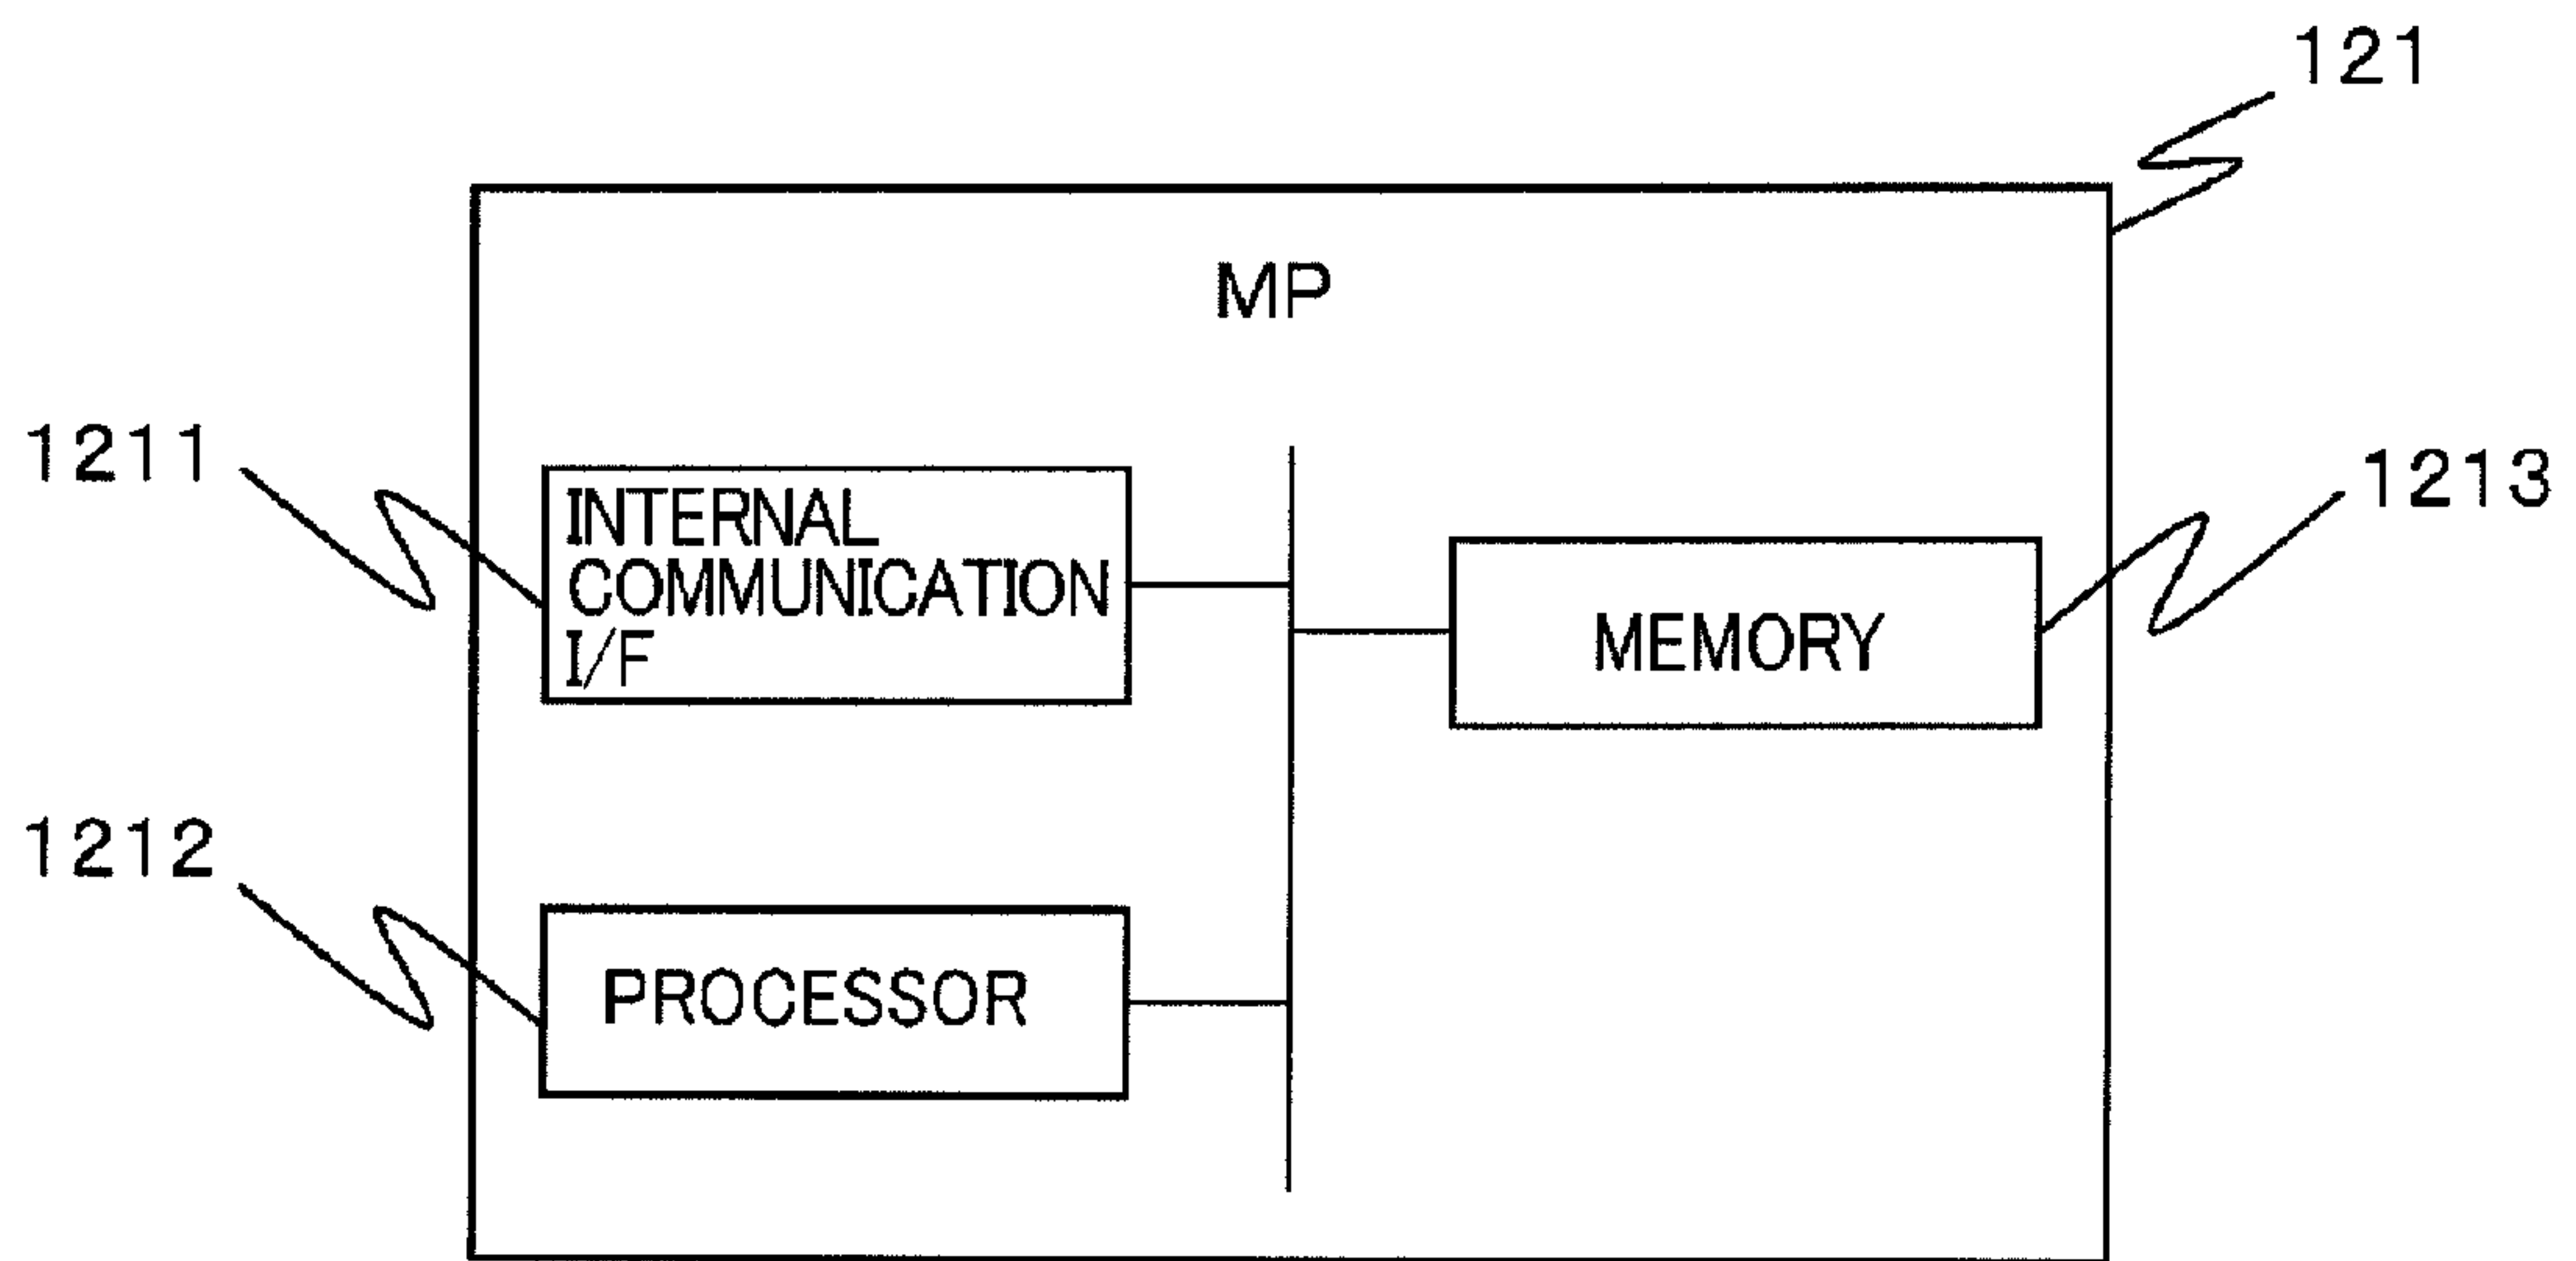 121
MP
1211
INTERNAL
COMMUNICATION
I/F
1213
MEMORY
1212
PROCESSOR